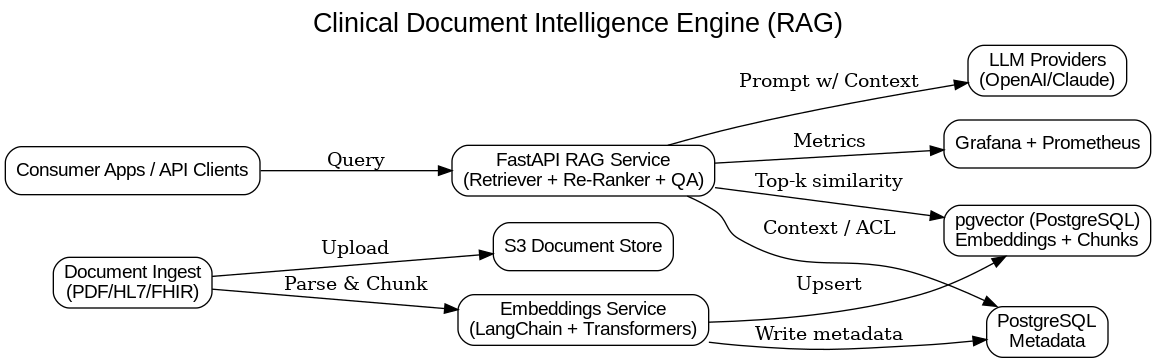 Clinical Document Intelligence Engine (RAG)
LLM Providers
(OpenAI/Claude)
Prompt w/ Context
Grafana + Prometheus
Metrics
Consumer Apps / API Clients
Query
FastAPI RAG Service
(Retriever + Re-Ranker + QA)
Top-k similarity
pgvector (PostgreSQL)
Embeddings + Chunks
Context / ACL
S3 Document Store
Upload
Document Ingest
(PDF/HL7/FHIR)
Parse & Chunk
Upsert
Embeddings Service
(LangChain + Transformers)
Write metadata
PostgreSQL
Metadata